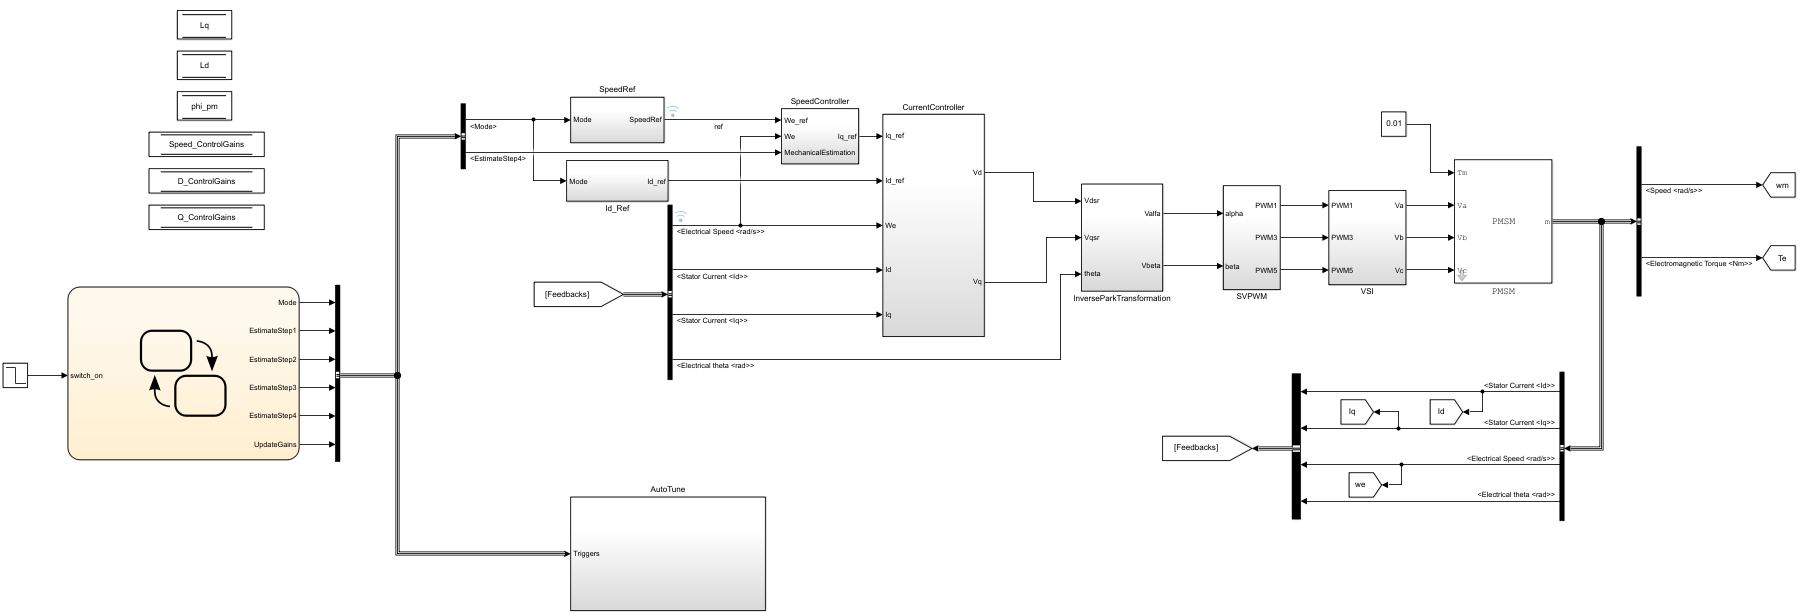 Lq
Ld
phi_pm
Speed_ControlGains
D_ControlGains
Q_ControlGains
switch_on
Mode
EstimateStep1
EstimateStep2
EstimateStep3
EstimateStep4
UpdateGains
<Mode>
<EstimateStep4>
SpeedRef
Mode
SpeedRef
ref
Mode
Id_ref
Id_Ref
SpeedController
We_ref
We
MechanicalEstimation
Iq_ref
[Feedbacks]
<Electrical Speed <rad/s>>
<Stator Current <Id>>
<Stator Current <Iq>>
<Electrical theta <rad>>
CurrentController
Iq_ref
Id_ref
We
Id
Iq
Vd
Vq
Vdsr
Vqsr
theta
Valfa
Vbeta
InverseParkTransformation
alpha
beta
PWM1
PWM3
PWM5
SVPWM
PWM1
PWM3
PWM5
Va
Vb
Vc
VSI
0.01
Tm
Va
Vb
Vc
PMSM
m
PMSM
<Speed <rad/s>>
wm
<Electromagnetic Torque <Nm>>
Te
<Stator Current <Id>>
Iq
Id
<Stator Current <Iq>>
[Feedbacks]
<Electrical Speed <rad/s>>
we
<Electrical theta <rad>>
AutoTune
Triggers